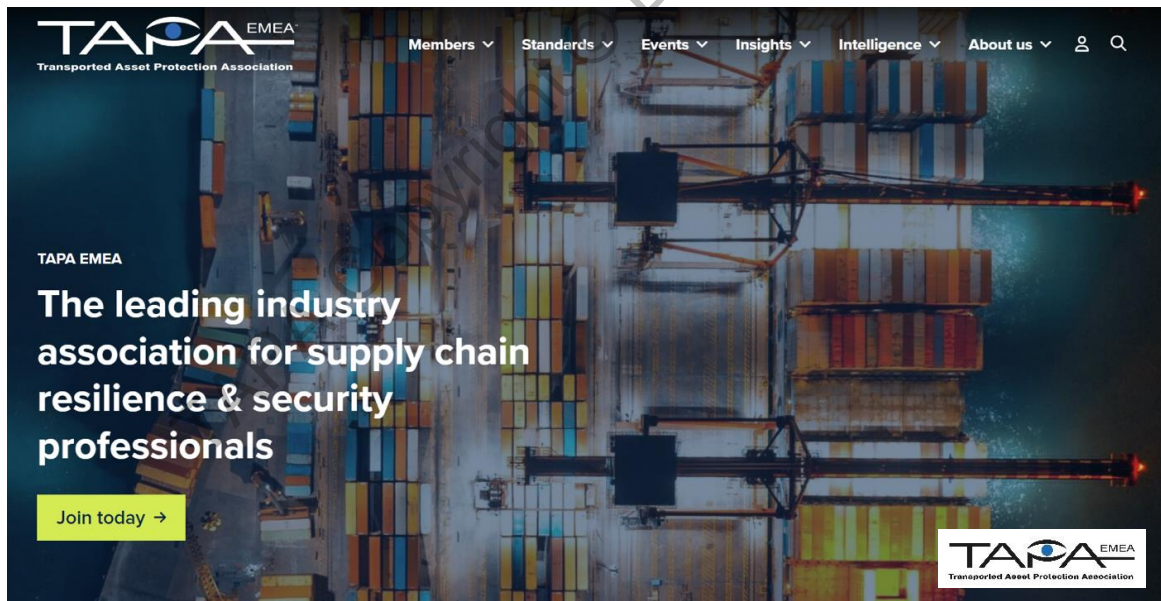 TAPA EMEA
Transported Asset Protection Association
Members
Standards
Events
Insights
Intelligence
About us
TAPA EMEA
The leading industry
association for supply chain
resilience & security
professionals
Join today →
TAPA EMEA
Transported Asset Protection Association
copyright ©